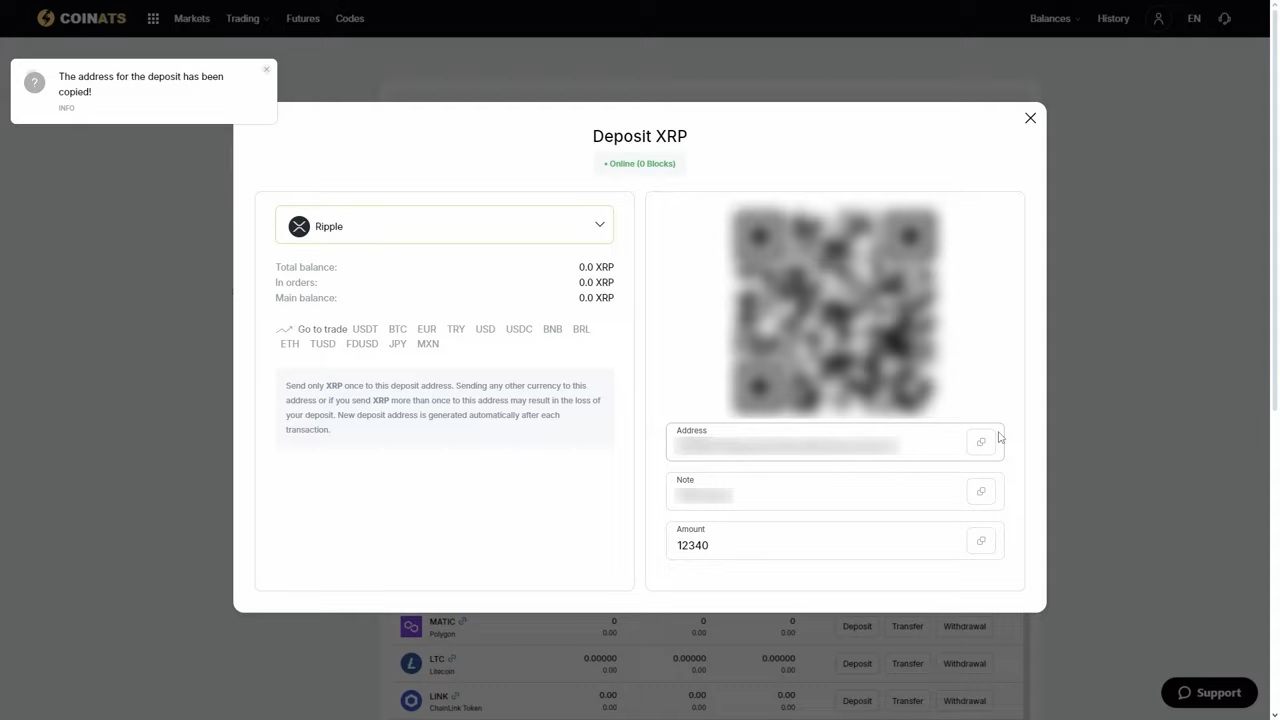 COINATS
Markets
Trading
Futures
Codes
Balances
History
EN
The address for the deposit has been
copied!
INFO
Deposit XRP
• Online (0 Blocks)
Ripple
Total balance: 0.0 XRP
In orders: 0.0 XRP
Main balance: 0.0 XRP
Go to trade USDT BTC EUR TRY USD USDC BNB BRL
ETH TUSD FDUSD JPY MXN
Send only XRP once to this deposit address. Sending any other currency to this
address or if you send XRP more than once to this address may result in the loss of
your deposit. New deposit address is generated automatically after each
transaction.
Address
Note
Amount
12340
MATIC 0 0 0
Polygon 0.00 0.00 0.00
Deposit Transfer Withdrawal
LTC 0.00000 0.00000 0.00000
Litecoin 0.00 0.00 0.00
Deposit Transfer Withdrawal
LINK 0.00 0.00 0.00
ChainLink Token 0.00 0.00 0.00
Deposit Transfer Withdrawal
Support